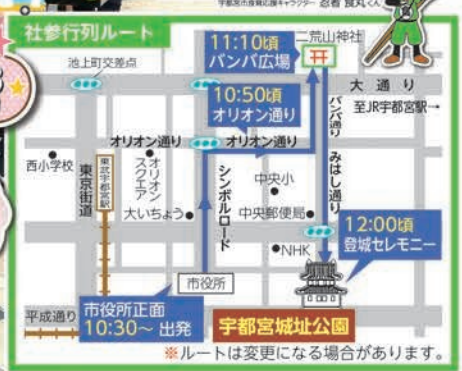 宇都宮市食育応援キャラクター 忍者 食丸くん
社参行列ルート
11:10頃
バンバ広場
二荒山神社
池上町交差点
大通り
10:50頃
オリオン通り
バンバ通り
至JR宇都宮駅→
オリオン通り
オリオン通り
西小学校
東京街道
東武宇都宮駅
オリオン
スクエア
シンボルロード
みはし通り
中央小
大いちょう
中央郵便局
12:00頃
登城セレモニー
NHK
市役所
平成通り
市役所正面
10:30~ 出発
宇都宮城址公園
※ルートは変更になる場合があります。